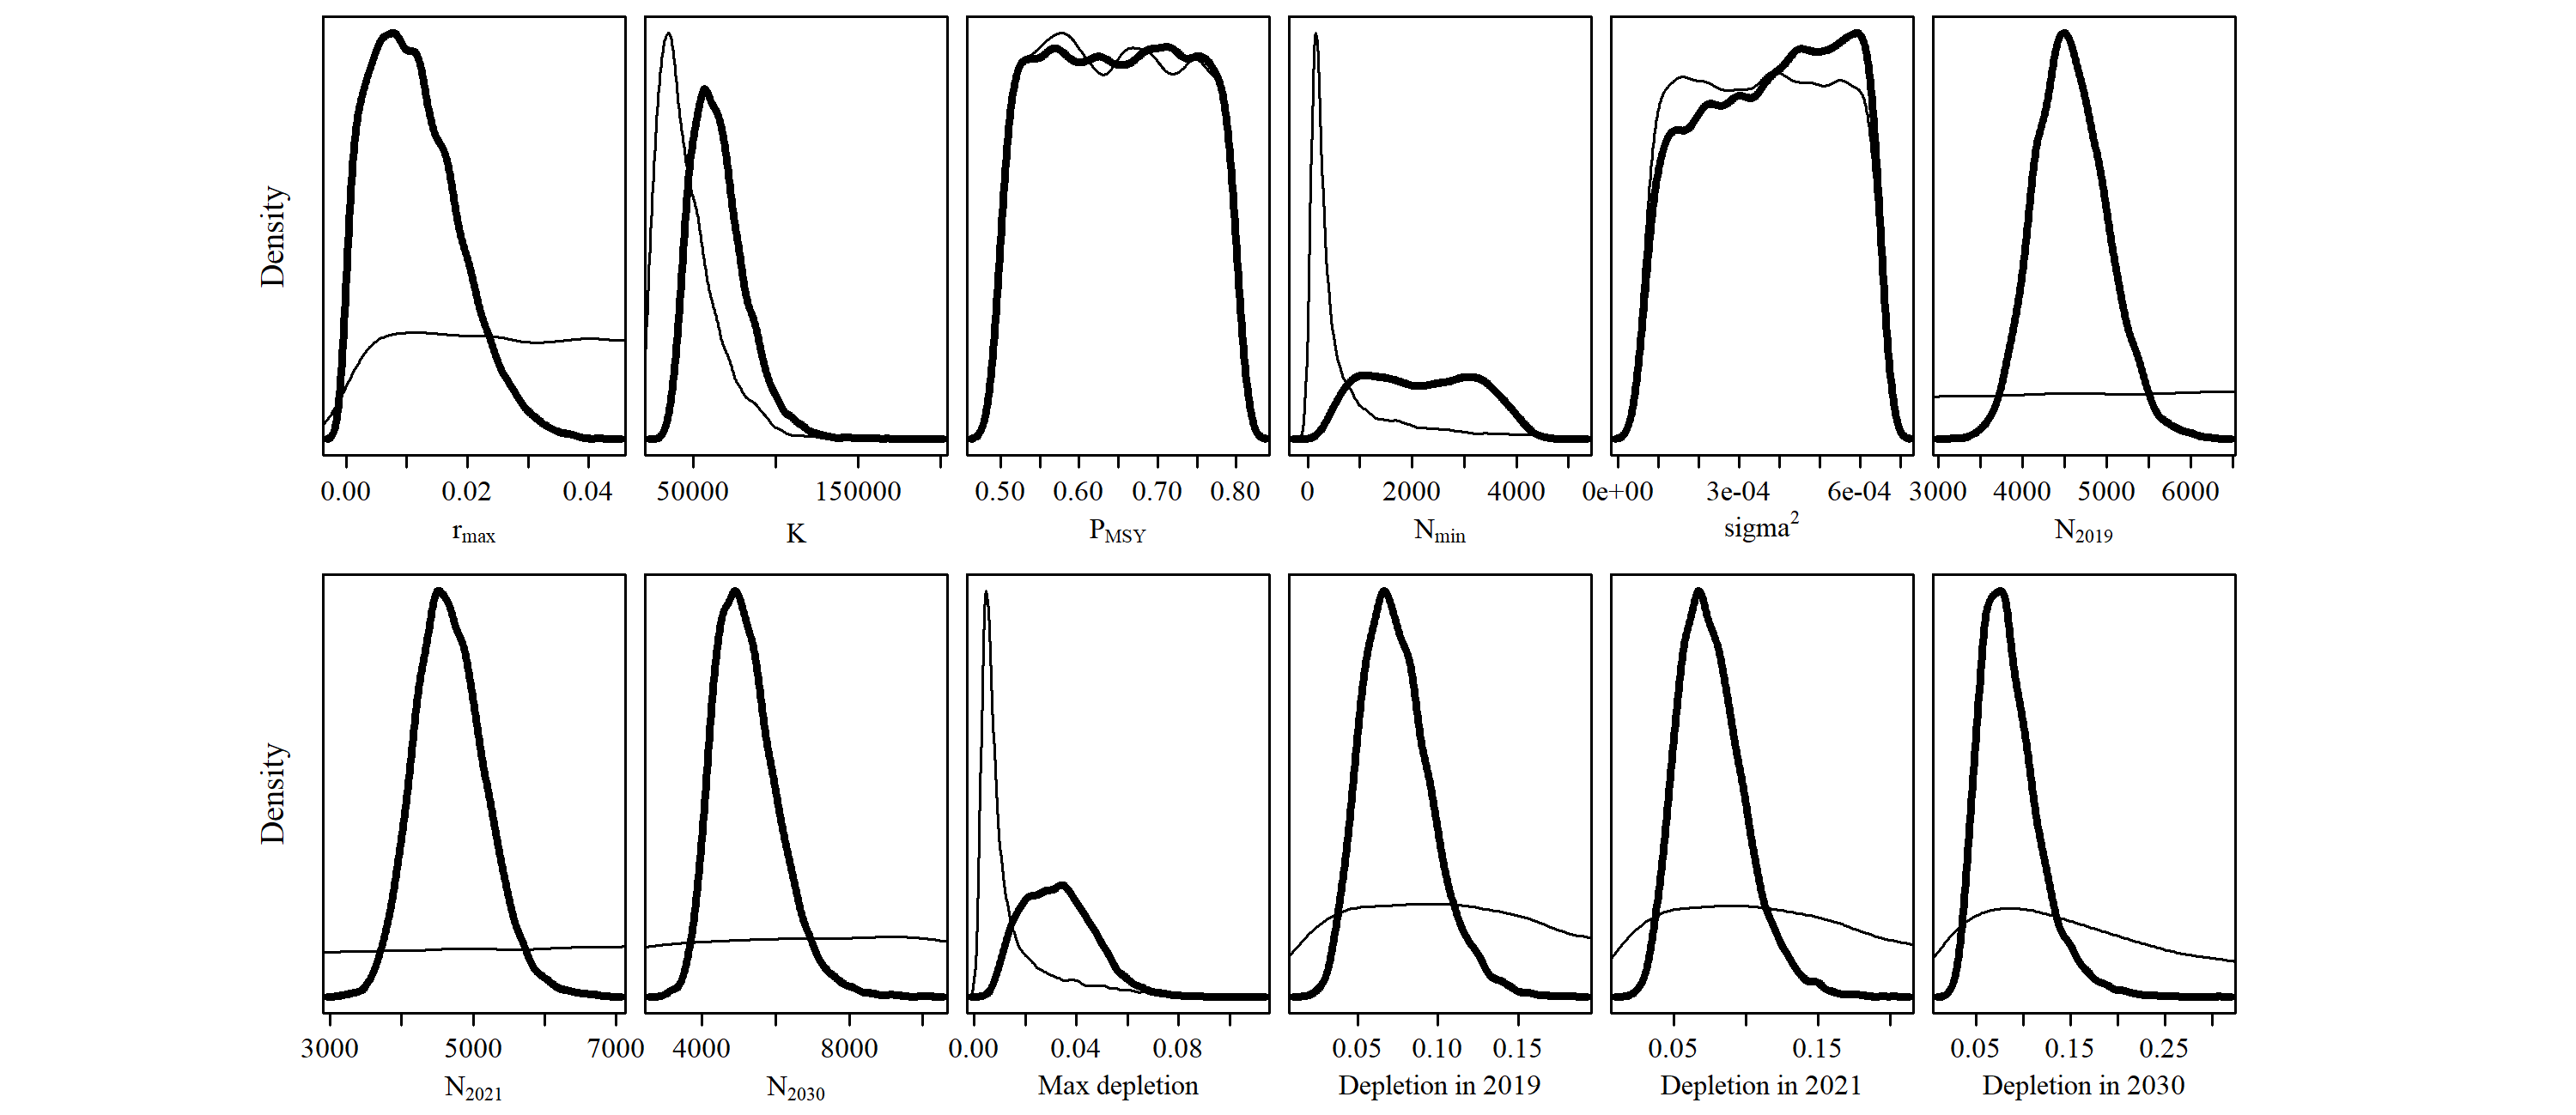 Density
0.00 0.02 0.04
r_max
50000 150000
K
0.50 0.60 0.70 0.80
P_MSY
0 2000 4000
N_min
0e+00 3e-04 6e-04
sigma²
3000 4000 5000 6000
N_2019
Density
3000 5000 7000
N_2021
4000 8000
N_2030
0.00 0.04 0.08
Max depletion
0.05 0.10 0.15
Depletion in 2019
0.05 0.15
Depletion in 2021
0.05 0.15 0.25
Depletion in 2030